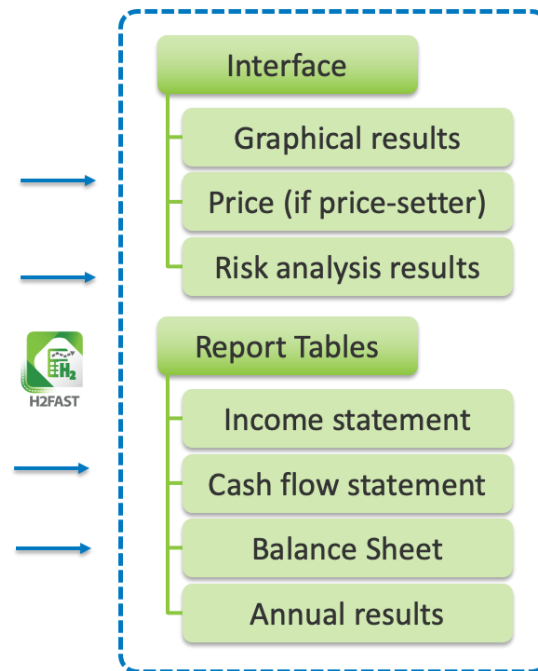 Interface
Graphical results
Price (if price-setter)
Risk analysis results
H2
H2FAST
Report Tables
Income statement
Cash flow statement
Balance Sheet
Annual results